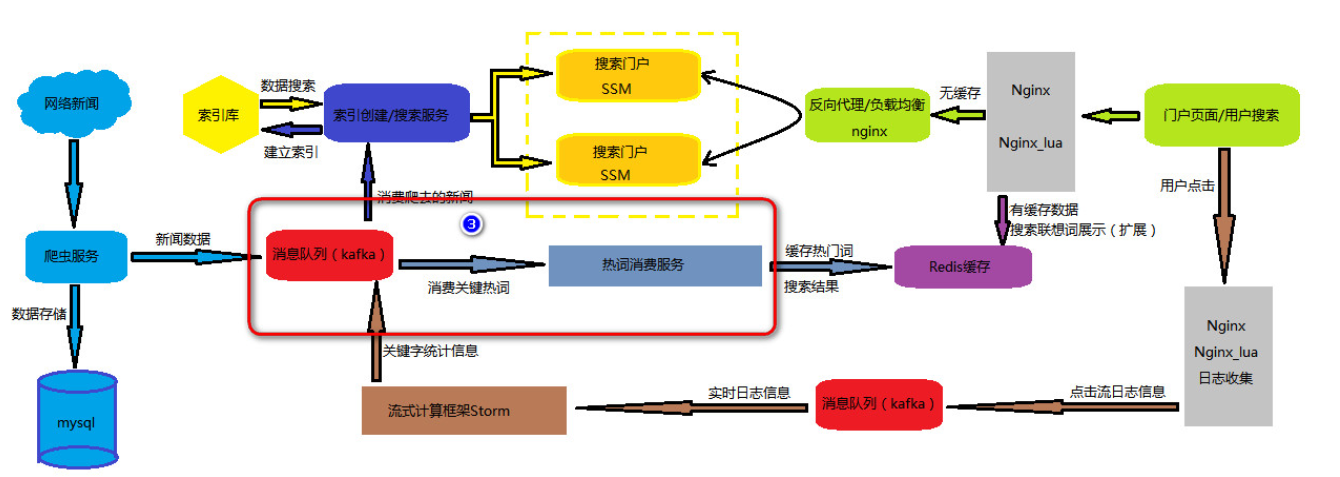 网络新闻
索引库
数据搜索
建立索引
索引创建/搜索服务
搜索门户
SSM
搜索门户
SSM
反向代理/负载均衡
nginx
无缓存
Nginx
Nginx_lua
门户页面/用户搜索
消费爬去的新闻
③
用户点击
有缓存数据
搜索联想词展示（扩展）
爬虫服务
新闻数据
消息队列（kafka）
消费关键热词
热词消费服务
缓存热门词
搜索结果
Redis缓存
数据存储
关键字统计信息
Nginx
Nginx_lua
日志收集
mysql
流式计算框架Storm
实时日志信息
消息队列（kafka）
点击流日志信息